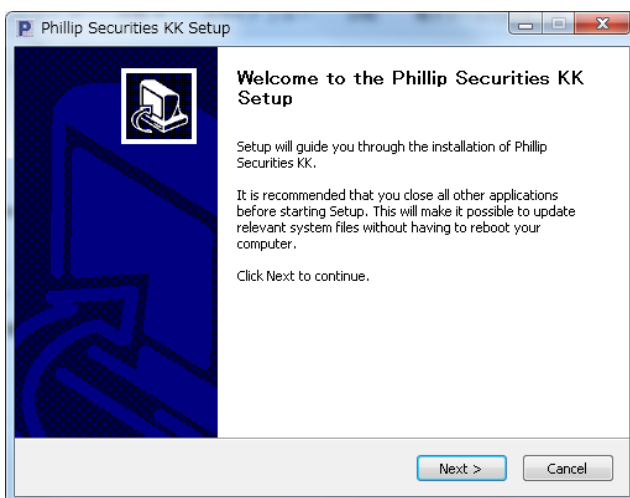 Phillip Securities KK Setup
Welcome to the Phillip Securities KK
Setup
Setup will guide you through the installation of Phillip
Securities KK.
It is recommended that you close all other applications
before starting Setup. This will make it possible to update
relevant system files without having to reboot your
computer.
Click Next to continue.
Next >
Cancel